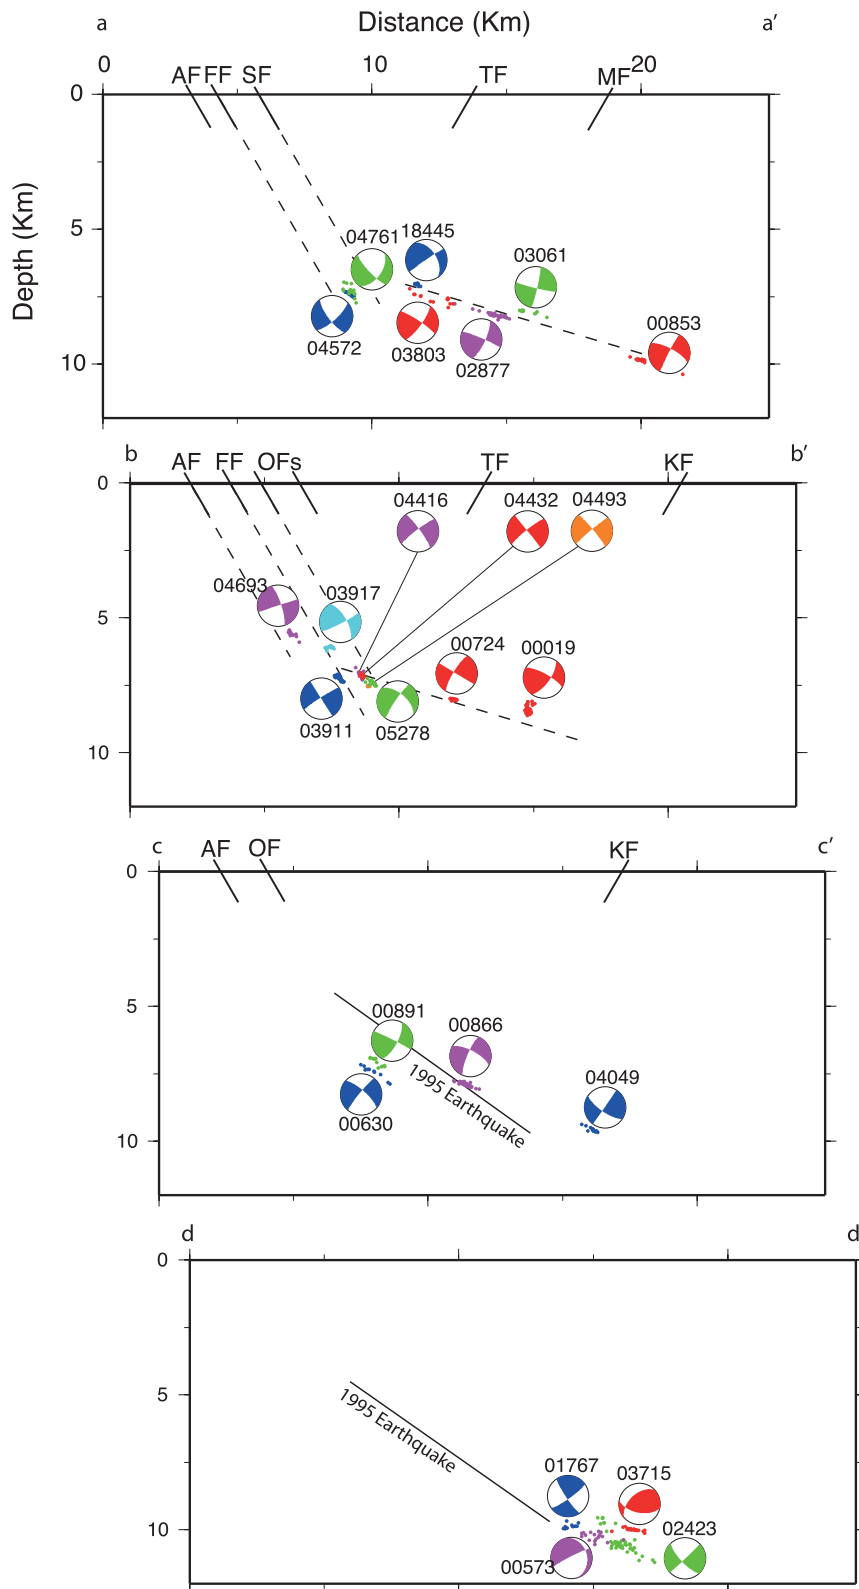 a Distance (Km) a′
0 10 20
AF FF SF TF MF
0
Depth (Km)
5
10
04761 18445
03061
00853
04572
03803
02877
b b′
AF FF OFs TF KF
0
5
10
04416 04432 04493
04693 03917
00724 00019
03911 05278
c c′
AF OF KF
0
5
10
00891
00866
1995 Earthquake
04049
00630
d d
0
5
10
1995 Earthquake
01767
03715
02423
00573